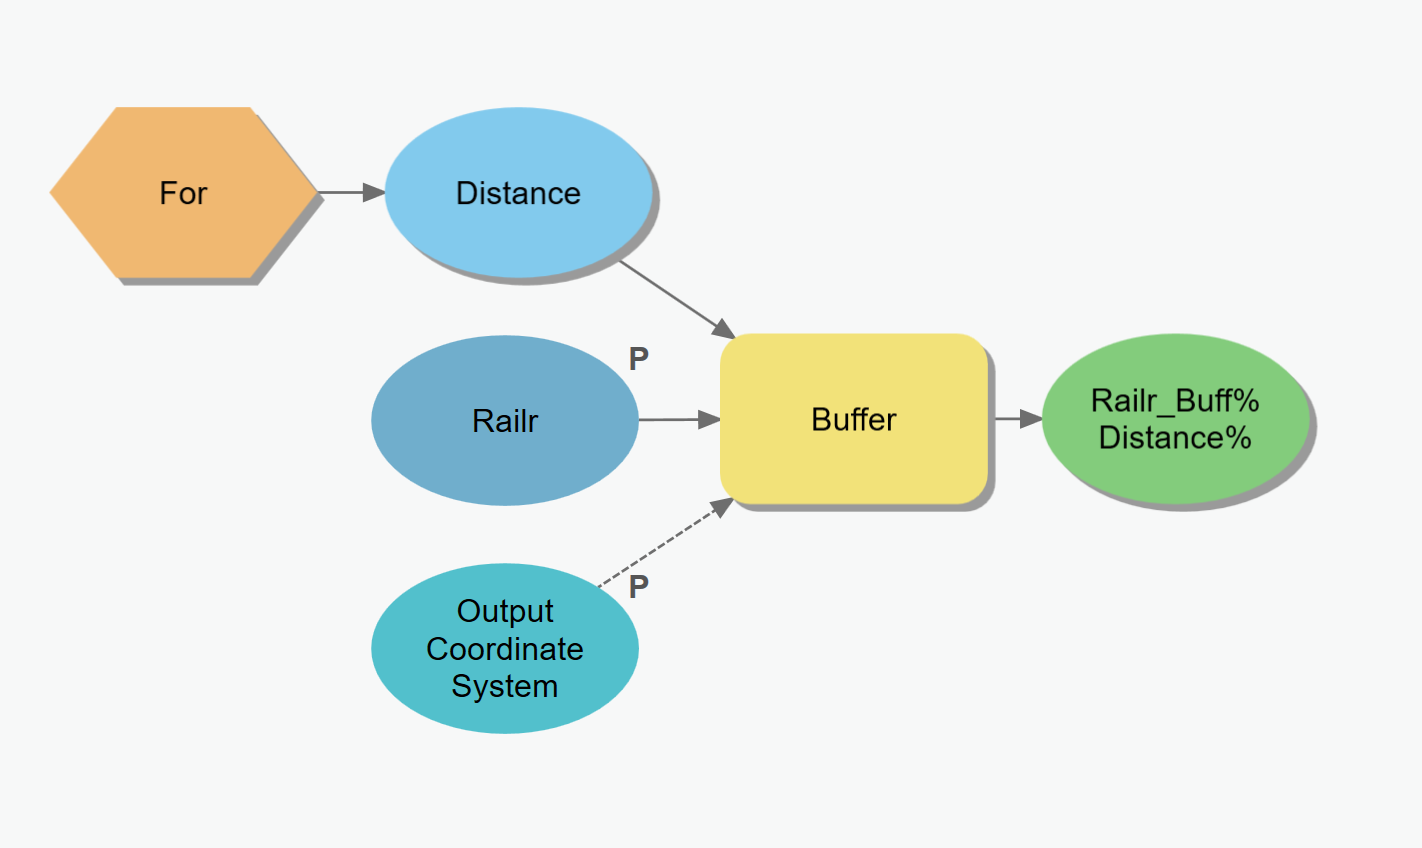 For
Distance
P
Railr
Buffer
Railr_Buff%
Distance%
P
Output
Coordinate
System